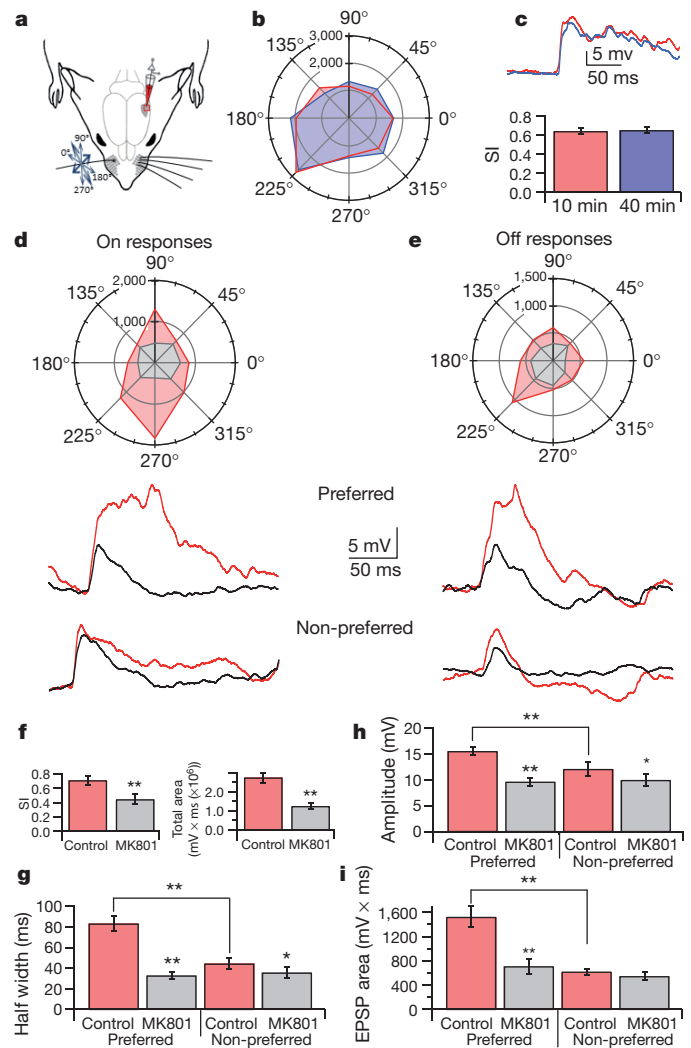 a
90°
0°
180°
270°
b
90°
3,000
2,000
135°
45°
180°
0°
225°
315°
270°
c
5 mv
50 ms
SI
0.8
0.6
0.4
0.2
0.0
10 min
40 min
d
On responses
90°
2,000
1,000
135°
45°
180°
0°
225°
315°
270°
e
Off responses
90°
1,500
1,000
135°
45°
180°
0°
225°
315°
270°
Preferred
5 mV
50 ms
Non-preferred
f
SI
0.8
0.4
0.0
**
Control MK801
Total area
(mV × ms (×10⁶))
2.0
1.0
0.0
**
Control MK801
g
Half width (ms)
100
80
60
40
20
0
**
**
*
Control MK801 Control MK801
Preferred Non-preferred
h
Amplitude (mV)
20
15
10
5
0
**
**
*
Control MK801 Control MK801
Preferred Non-preferred
i
EPSP area (mV × ms)
1,600
1,200
800
400
0
**
**
Control MK801 Control MK801
Preferred Non-preferred